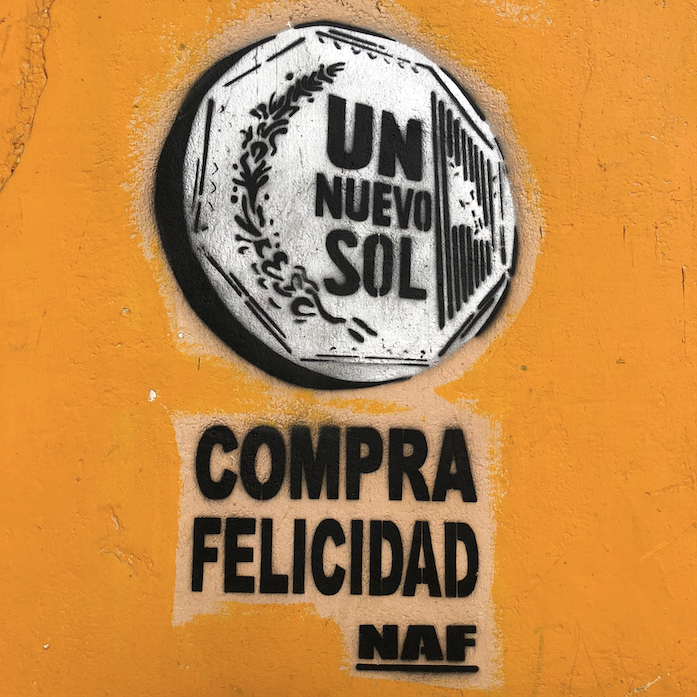 UN
NUEVO
SOL
COMPRA
FELICIDAD
NAF